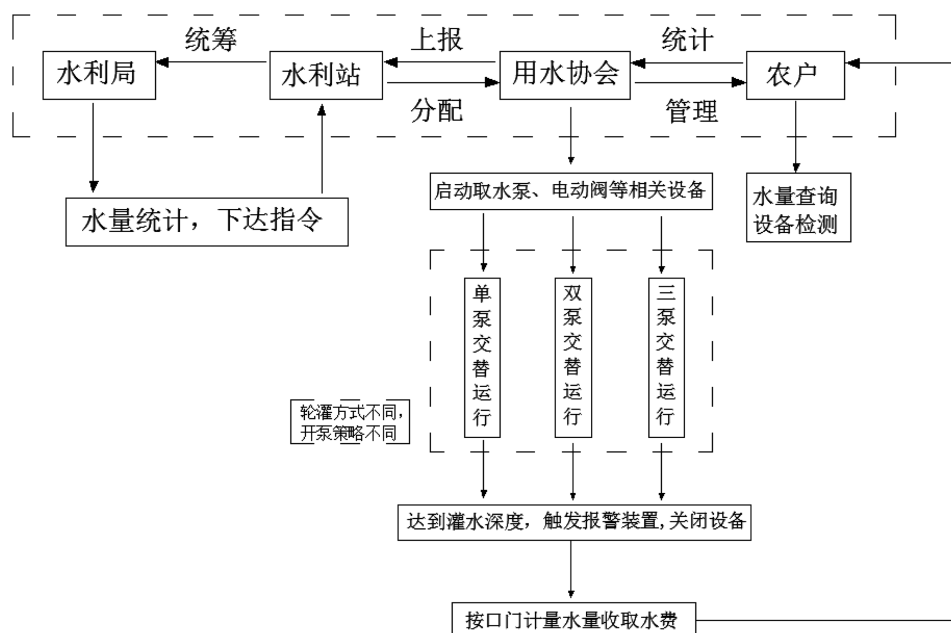 统筹
上报
统计
水利局
水利站
用水协会
农户
分配
管理
启动取水泵、电动阀等相关设备
水量查询
设备检测
水量统计，下达指令
单泵交替运行
双泵交替运行
三泵交替运行
轮灌方式不同，
开泵策略不同
达到灌水深度，触发报警装置,关闭设备
按口门计量水量收取水费